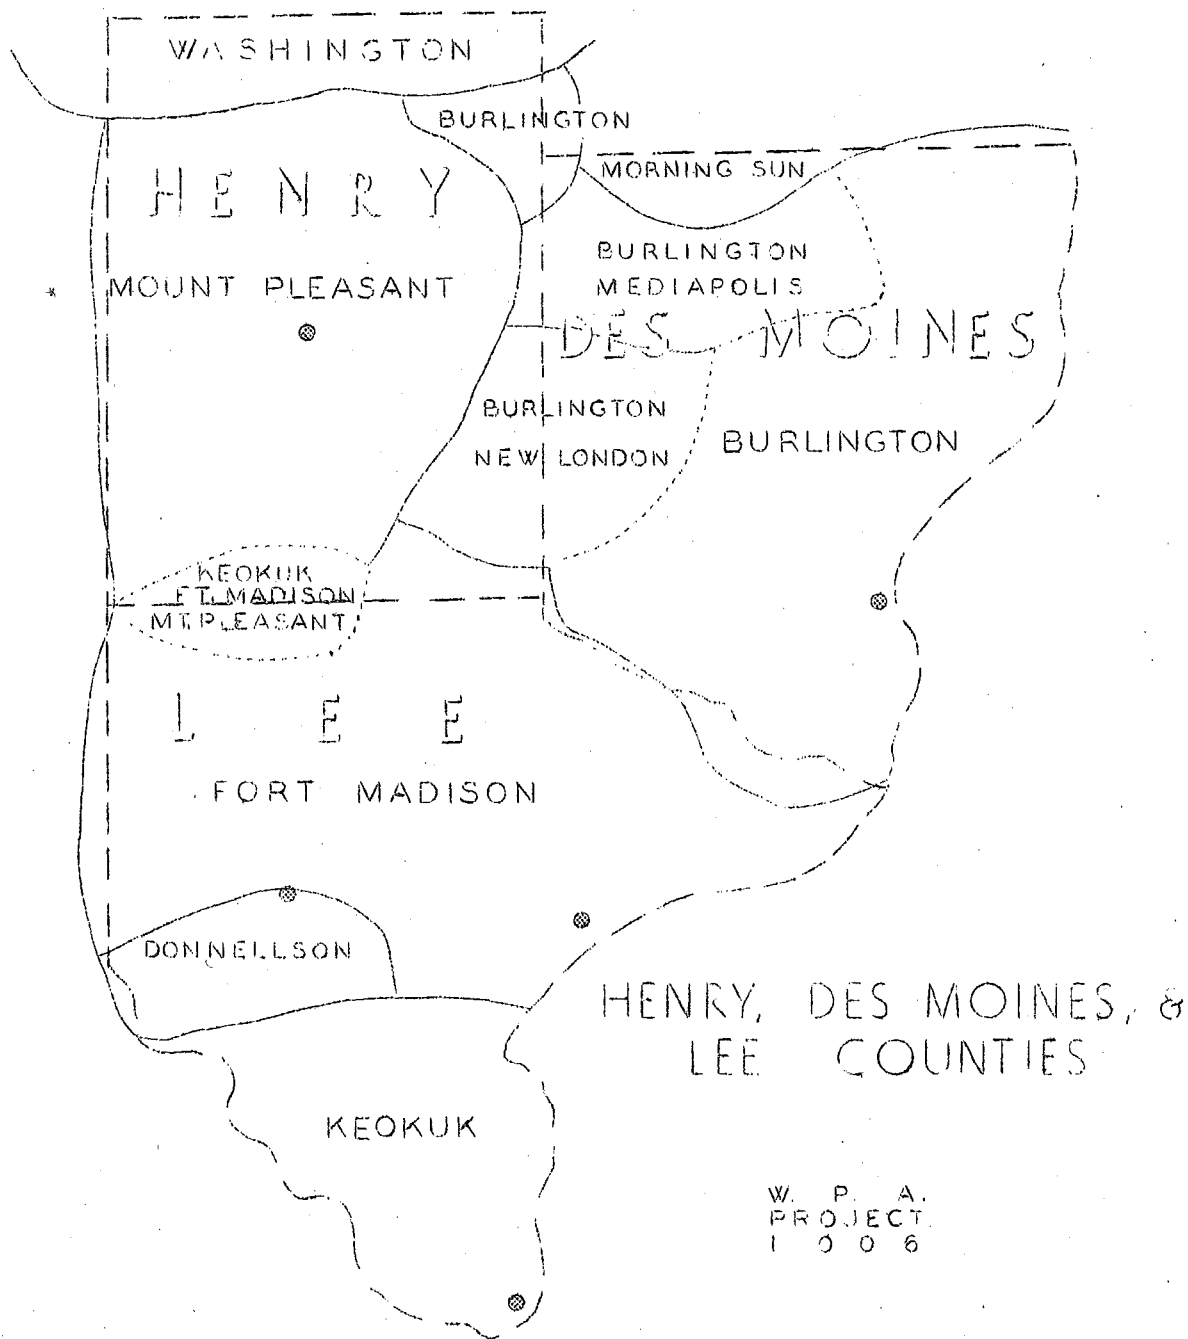 WASHINGTON
BURLINGTON
HENRY
MORNING SUN
BURLINGTON
MEDIAPOLIS
MOUNT PLEASANT
DES MOINES
BURLINGTON
NEW LONDON
BURLINGTON
KEOKUK
FT. MADISON
MT. PLEASANT
LEE
FORT MADISON
DONNELLSON
HENRY, DES MOINES, &
LEE COUNTIES
KEOKUK
W. P. A.
PROJECT
1006